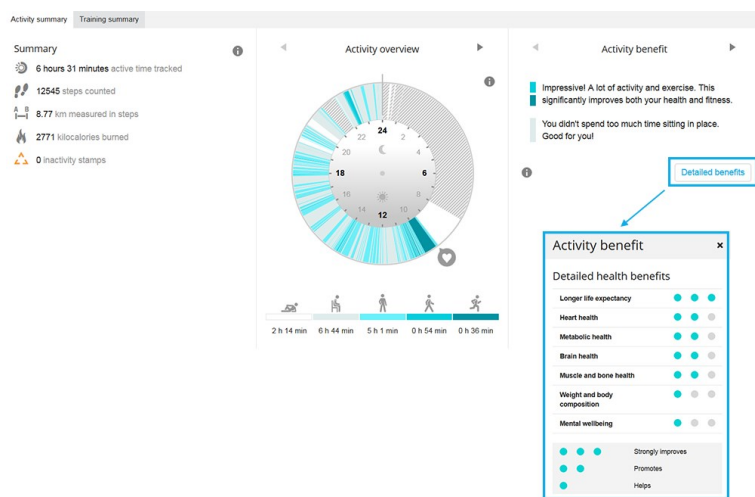 Activity summary
Training summary
Summary
6 hours 31 minutes active time tracked
12545 steps counted
A B
8.77 km measured in steps
2771 kilocalories burned
0 inactivity stamps
Activity overview
24
22
2
20
4
18
6
16
8
14
10
12
2 h 14 min
6 h 44 min
5 h 1 min
0 h 54 min
0 h 36 min
Activity benefit
Impressive! A lot of activity and exercise. This
significantly improves both your health and fitness.
You didn't spend too much time sitting in place.
Good for you!
Detailed benefits
Activity benefit
Detailed health benefits
Longer life expectancy
Heart health
Metabolic health
Brain health
Muscle and bone health
Weight and body
composition
Mental wellbeing
Strongly improves
Promotes
Helps